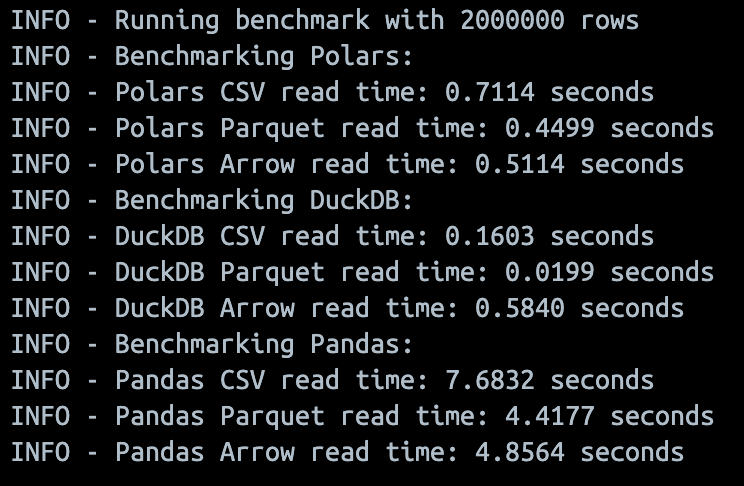 INFO - Running benchmark with 2000000 rows
INFO - Benchmarking Polars:
INFO - Polars CSV read time: 0.7114 seconds
INFO - Polars Parquet read time: 0.4499 seconds
INFO - Polars Arrow read time: 0.5114 seconds
INFO - Benchmarking DuckDB:
INFO - DuckDB CSV read time: 0.1603 seconds
INFO - DuckDB Parquet read time: 0.0199 seconds
INFO - DuckDB Arrow read time: 0.5840 seconds
INFO - Benchmarking Pandas:
INFO - Pandas CSV read time: 7.6832 seconds
INFO - Pandas Parquet read time: 4.4177 seconds
INFO - Pandas Arrow read time: 4.8564 seconds